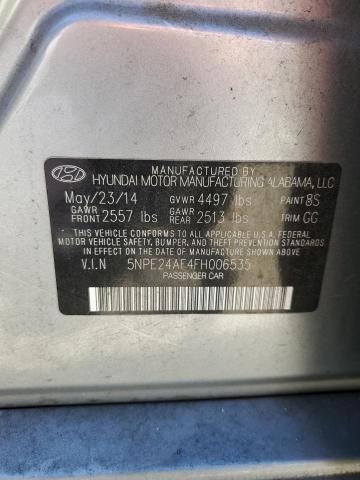 MANUFACTURED BY
HYUNDAI MOTOR MANUFACTURING ALABAMA, LLC
May/23/14 GVWR 4497 lbs PAINT 8S
GAWR FRONT 2557 lbs GAWR REAR 2513 lbs TRIM GG
THIS VEHICLE CONFORMS TO ALL APPLICABLE U.S. FEDERAL
MOTOR VEHICLE SAFETY, BUMPER, AND THEFT PREVENTION STANDARDS
IN EFFECT ON THE DATE OF MANUFACTURE SHOWN ABOVE.
V.I.N 5NPE24AF4FH006535
PASSENGER CAR